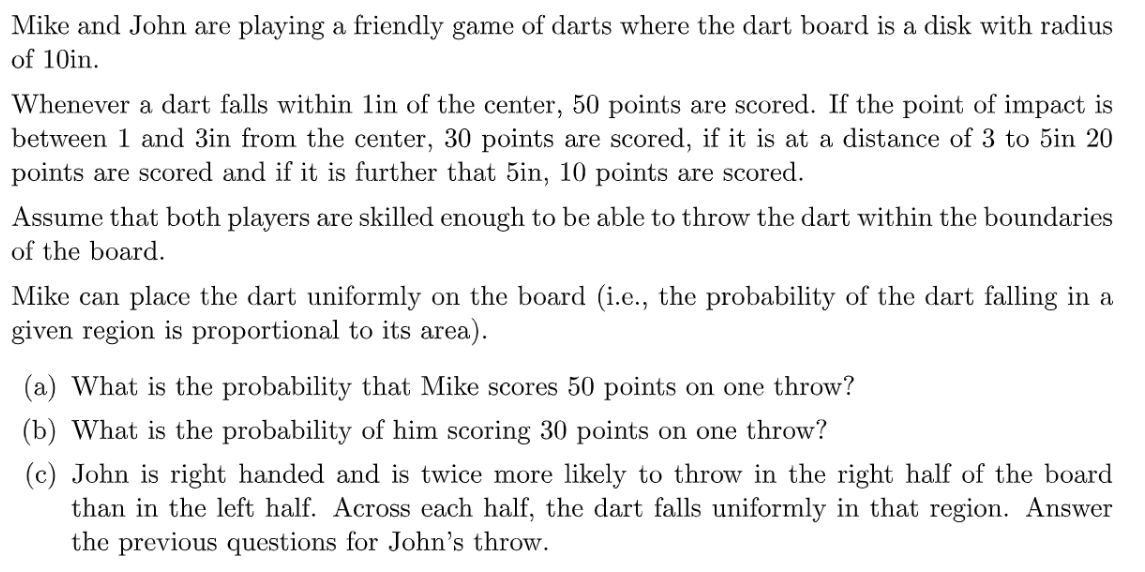 Mike and John are playing a friendly game of darts where the dart board is a disk with radius
of 10in.
Whenever a dart falls within 1in of the center, 50 points are scored. If the point of impact is
between 1 and 3in from the center, 30 points are scored, if it is at a distance of 3 to 5in 20
points are scored and if it is further that 5in, 10 points are scored.
Assume that both players are skilled enough to be able to throw the dart within the boundaries
of the board.
Mike can place the dart uniformly on the board (i.e., the probability of the dart falling in a
given region is proportional to its area).
(a) What is the probability that Mike scores 50 points on one throw?
(b) What is the probability of him scoring 30 points on one throw?
(c) John is right handed and is twice more likely to throw in the right half of the board
than in the left half. Across each half, the dart falls uniformly in that region. Answer
the previous questions for John's throw.